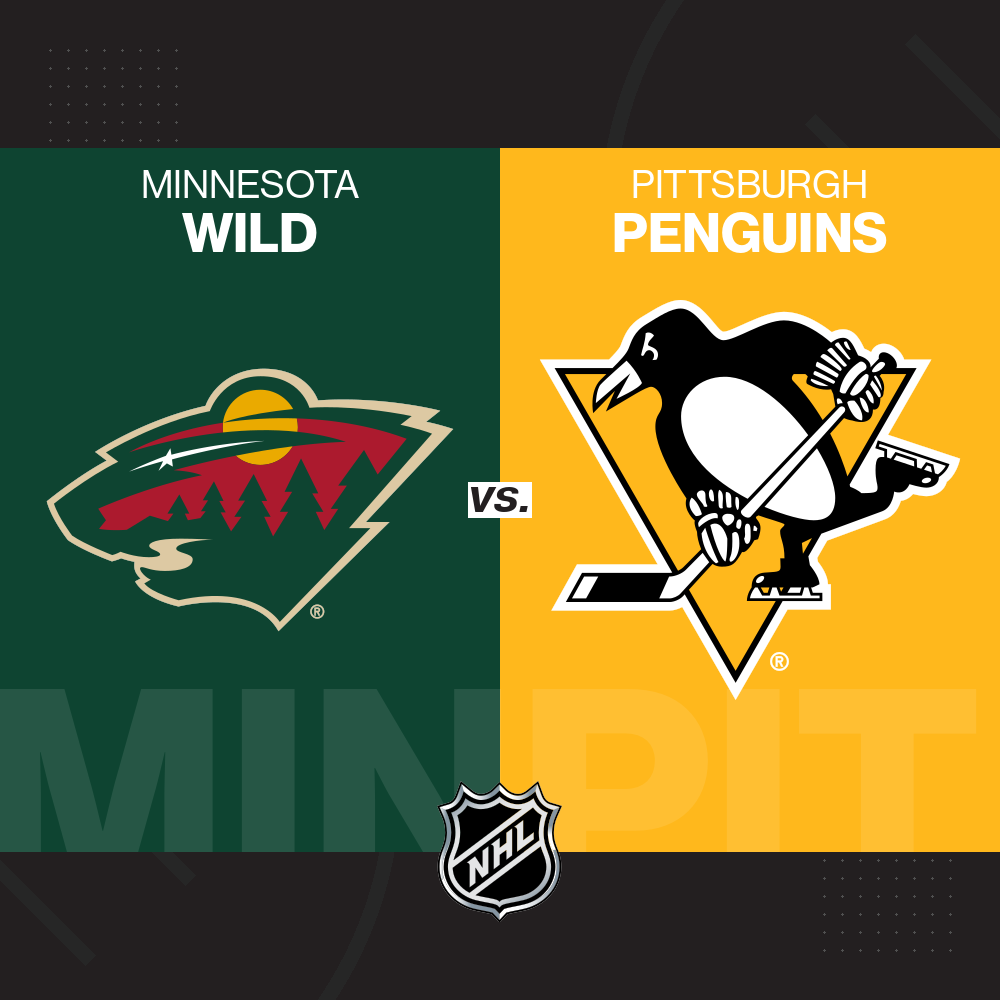 MINNESOTA
WILD
PITTSBURGH
PENGUINS
VS.
®
®
MIN
PIT
NHL